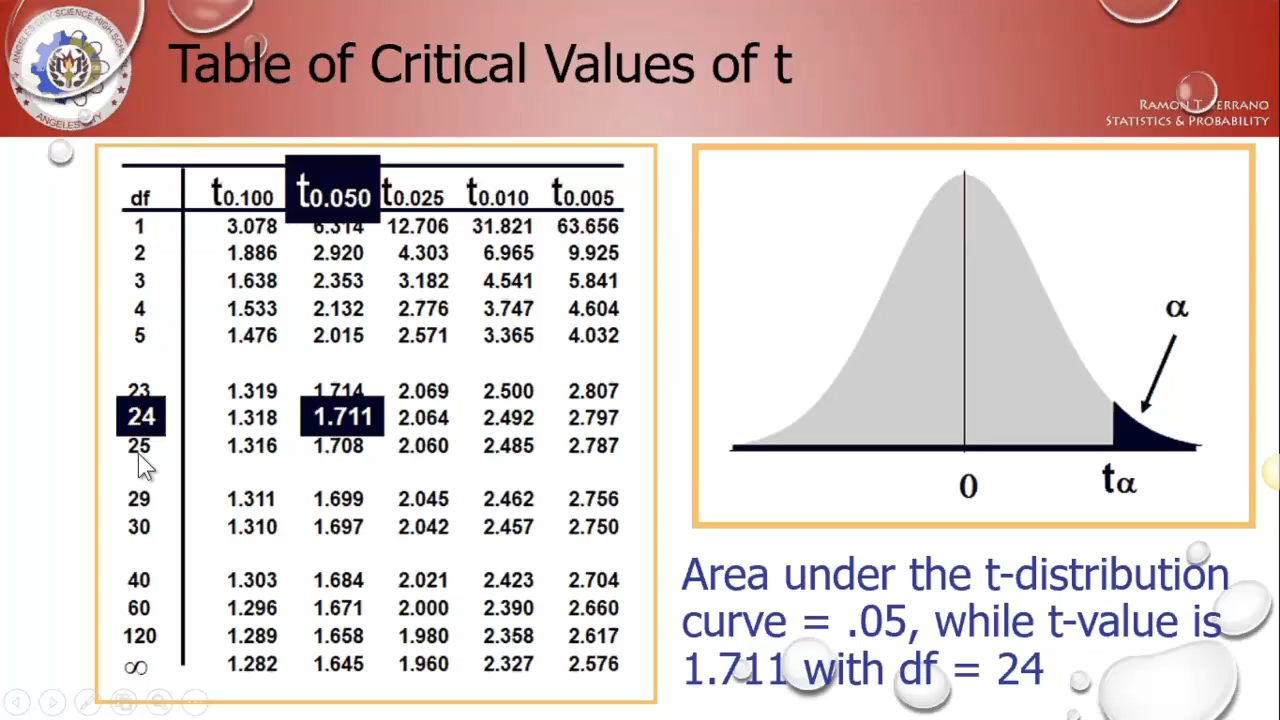 ANGELES CITY SCIENCE HIGH SCHOOL
ANGELES CITY
Table of Critical Values of t
STATISTICS & PROBABILITY
df t0.100 t0.050 t0.025 t0.010 t0.005
1 3.078 6.314 12.706 31.821 63.656
2 1.886 2.920 4.303 6.965 9.925
3 1.638 2.353 3.182 4.541 5.841
4 1.533 2.132 2.776 3.747 4.604
5 1.476 2.015 2.571 3.365 4.032
23 1.319 1.714 2.069 2.500 2.807
24 1.318 1.711 2.064 2.492 2.797
25 1.316 1.708 2.060 2.485 2.787
29 1.311 1.699 2.045 2.462 2.756
30 1.310 1.697 2.042 2.457 2.750
40 1.303 1.684 2.021 2.423 2.704
60 1.296 1.671 2.000 2.390 2.660
120 1.289 1.658 1.980 2.358 2.617
∞ 1.282 1.645 1.960 2.327 2.576
α
0 tα
Area under the t-distribution
curve = .05, while t-value is
1.711 with df = 24
RAMON T.